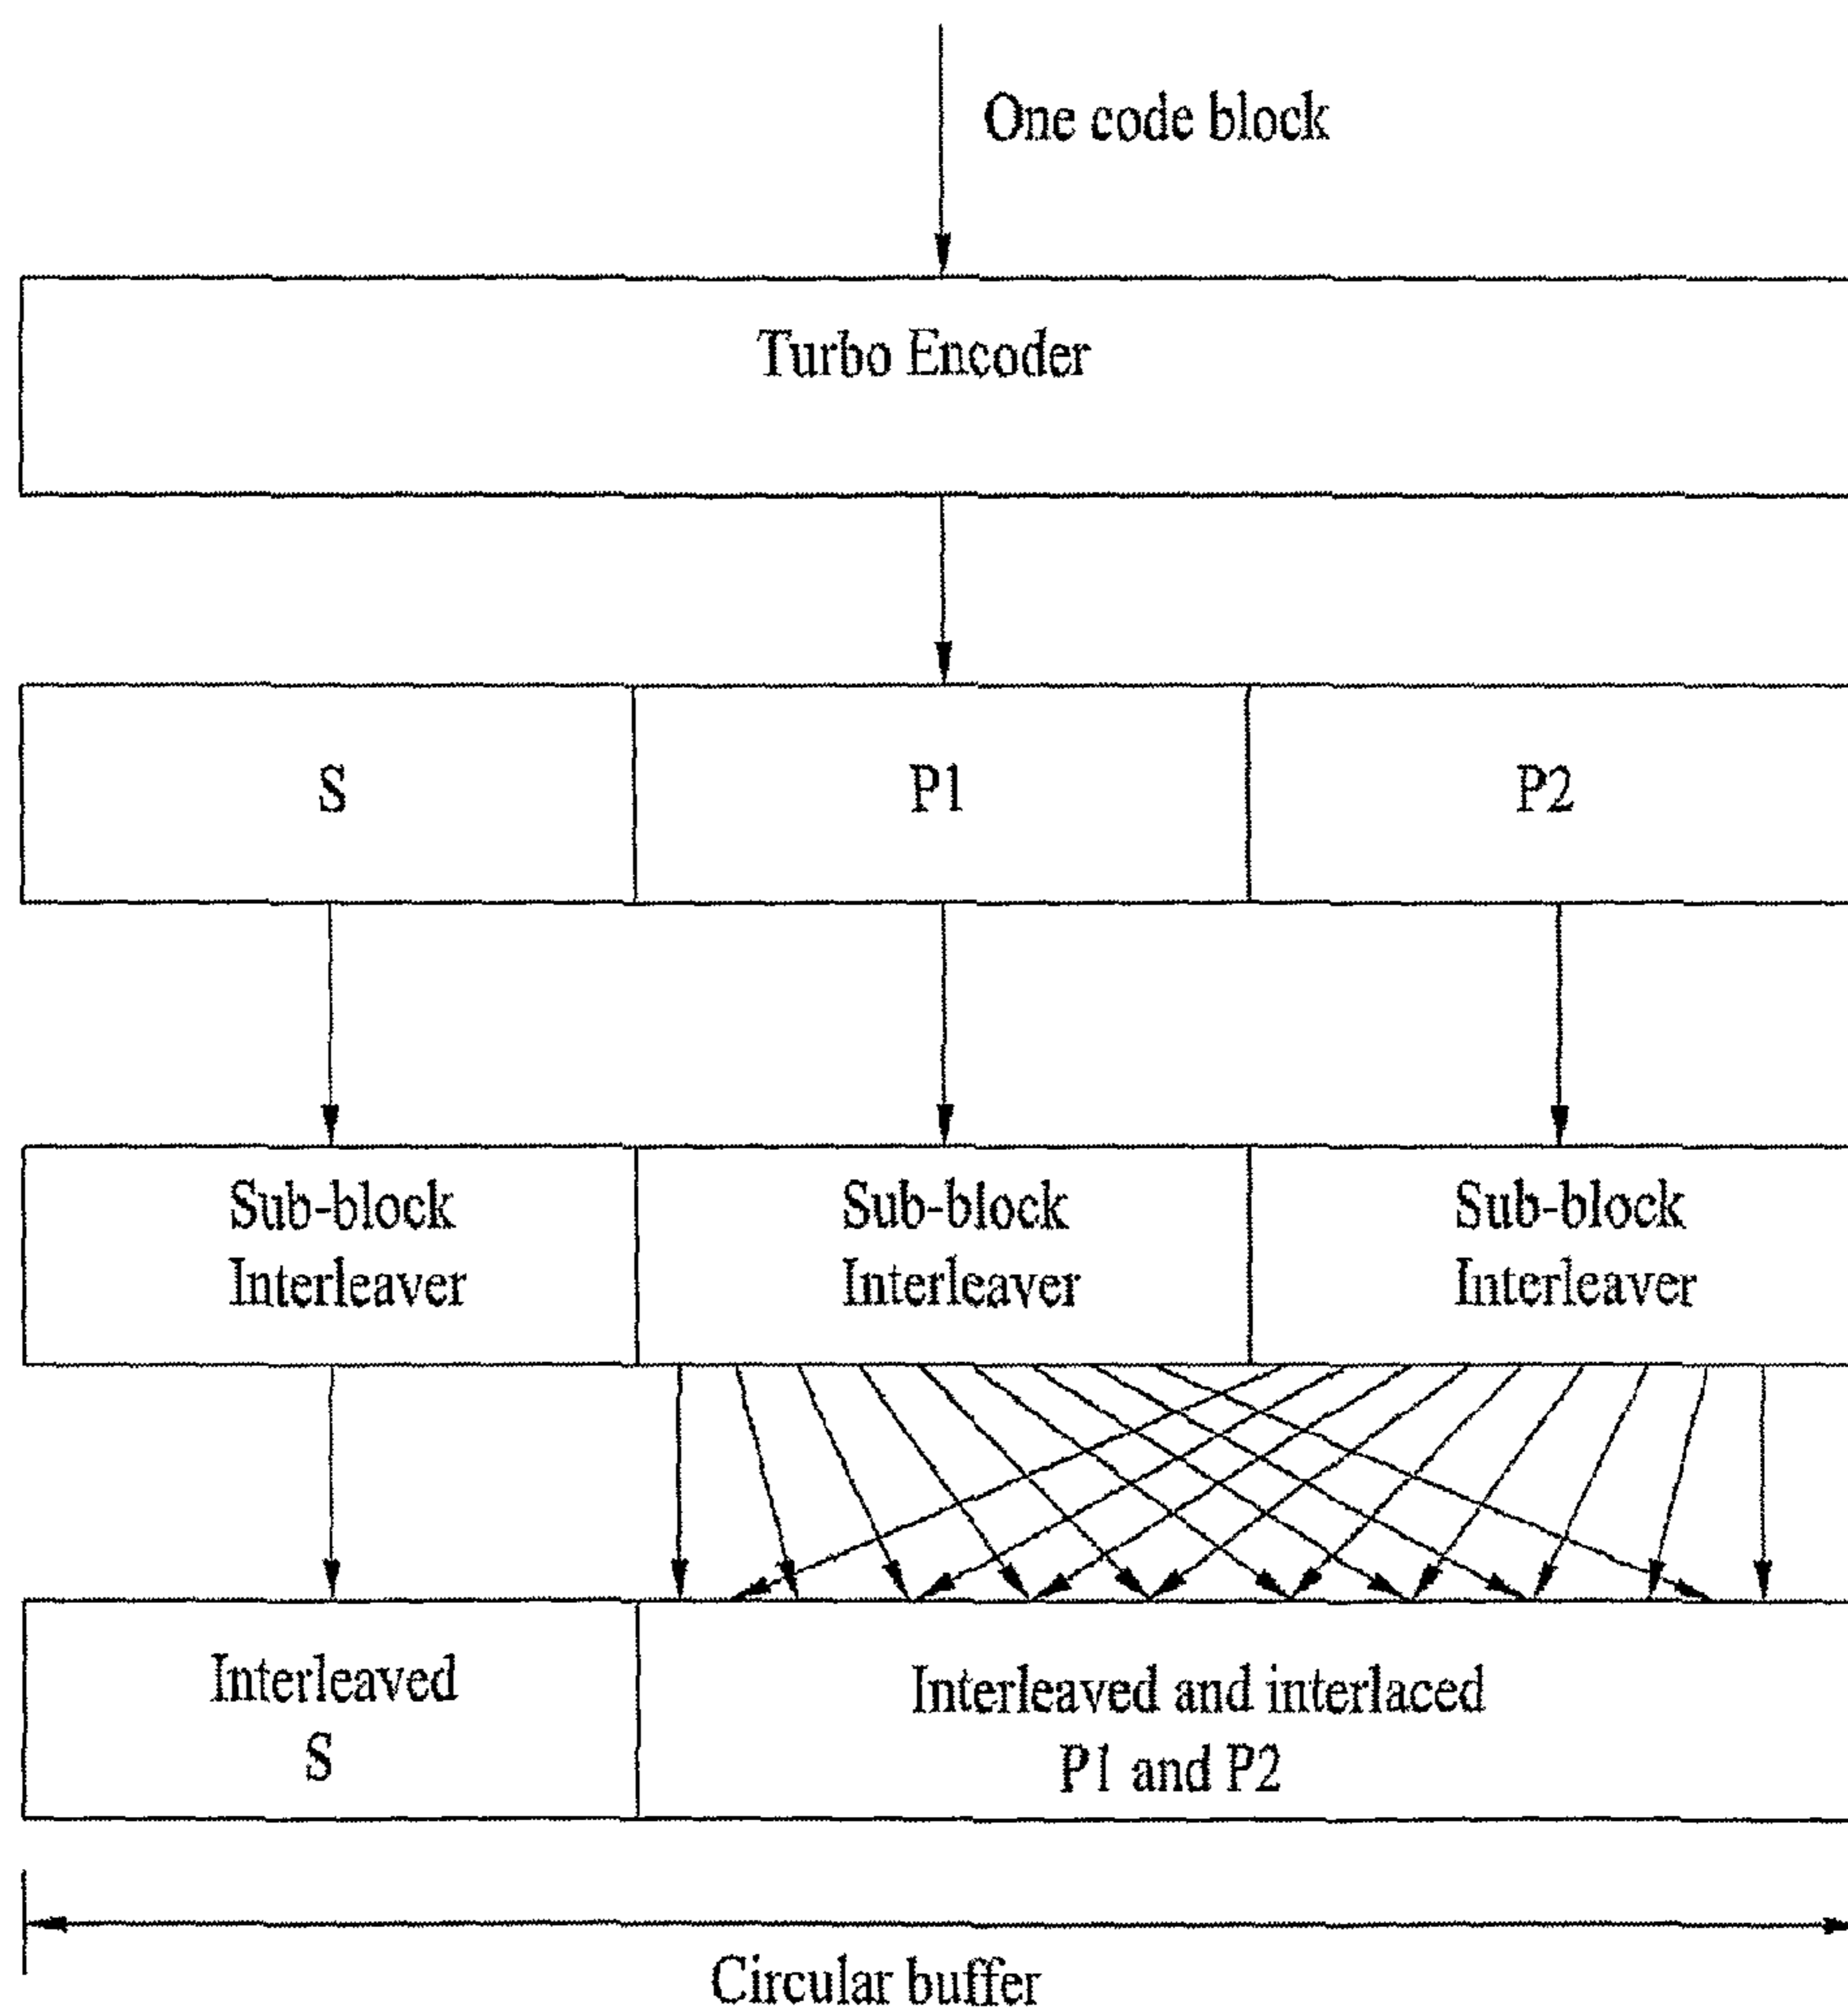 One code block
Turbo Encoder
S
P1
P2
Sub-block
Interleaver
Sub-block
Interleaver
Sub-block
Interleaver
Interleaved
S
Interleaved and interlaced
P1 and P2
Circular buffer